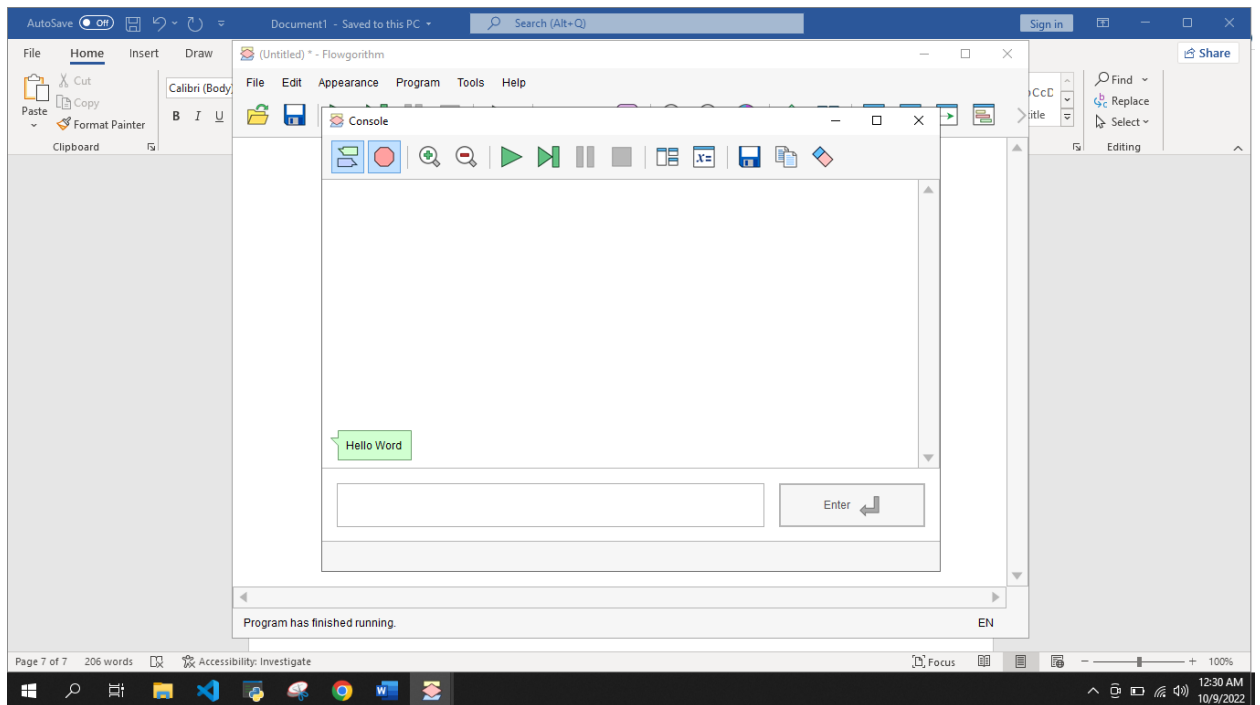 AutoSave Off Document1 - Saved to this PC Search (Alt+Q) Sign in
File Home Insert Draw Share
(Untitled) * - Flowgorithm
File Edit Appearance Program Tools Help
Paste
Cut
Copy
Format Painter
Clipboard
Calibri (Body)
B I U
Find
Replace
Select
Editing
Console
x=
Hello Word
Enter
Program has finished running. EN
Page 7 of 7 206 words Accessibility: Investigate Focus 100%
12:30 AM
10/9/2022